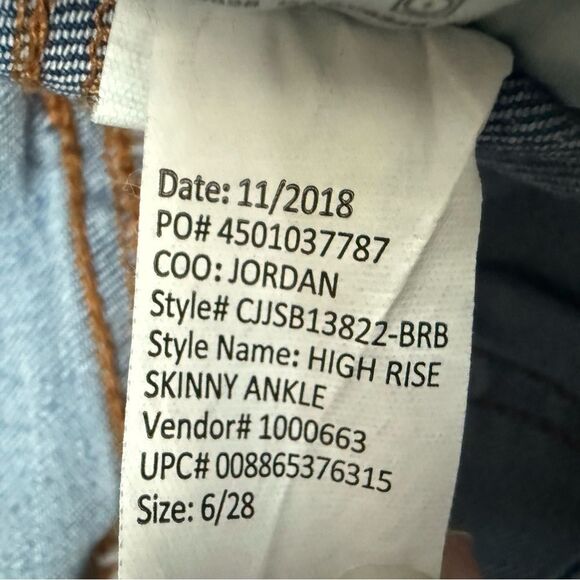 Date: 11/2018
PO# 4501037787
COO: JORDAN
Style# CJJSB13822-BRB
Style Name: HIGH RISE
SKINNY ANKLE
Vendor# 1000663
UPC# 008865376315
Size: 6/28